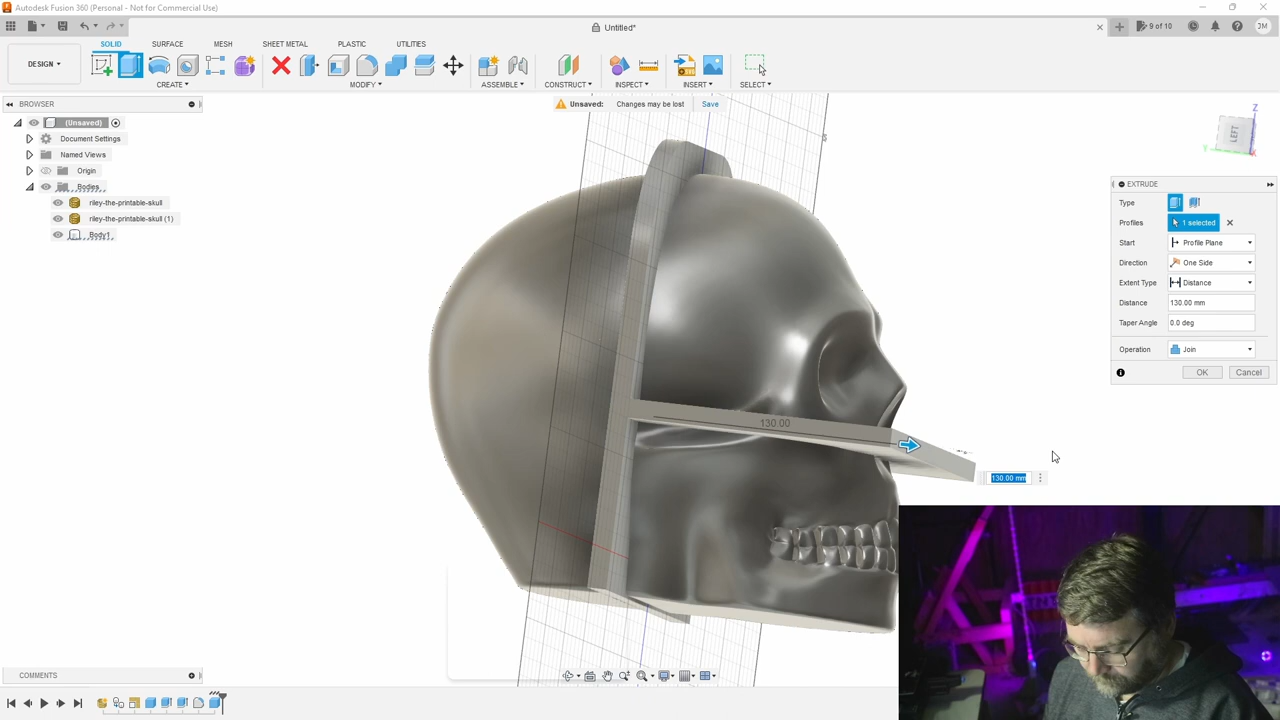 Autodesk Fusion 360 (Personal - Not for Commercial Use)
Untitled*
9 of 10
JM
DESIGN
SOLID SURFACE MESH SHEET METAL PLASTIC UTILITIES
CREATE MODIFY ASSEMBLE CONSTRUCT INSPECT INSERT SELECT
BROWSER
Unsaved: Changes may be lost Save
(Unsaved)
Document Settings
Named Views
Origin
Bodies
riley-the-printable-skull
riley-the-printable-skull (1)
Body1
Z
LEFT
Y
X
EXTRUDE
Type
Profiles 1 selected
Start Profile Plane
Direction One Side
Extent Type Distance
Distance 130.00 mm
Taper Angle 0.0 deg
Operation Join
OK Cancel
130.00
130.00 mm
COMMENTS